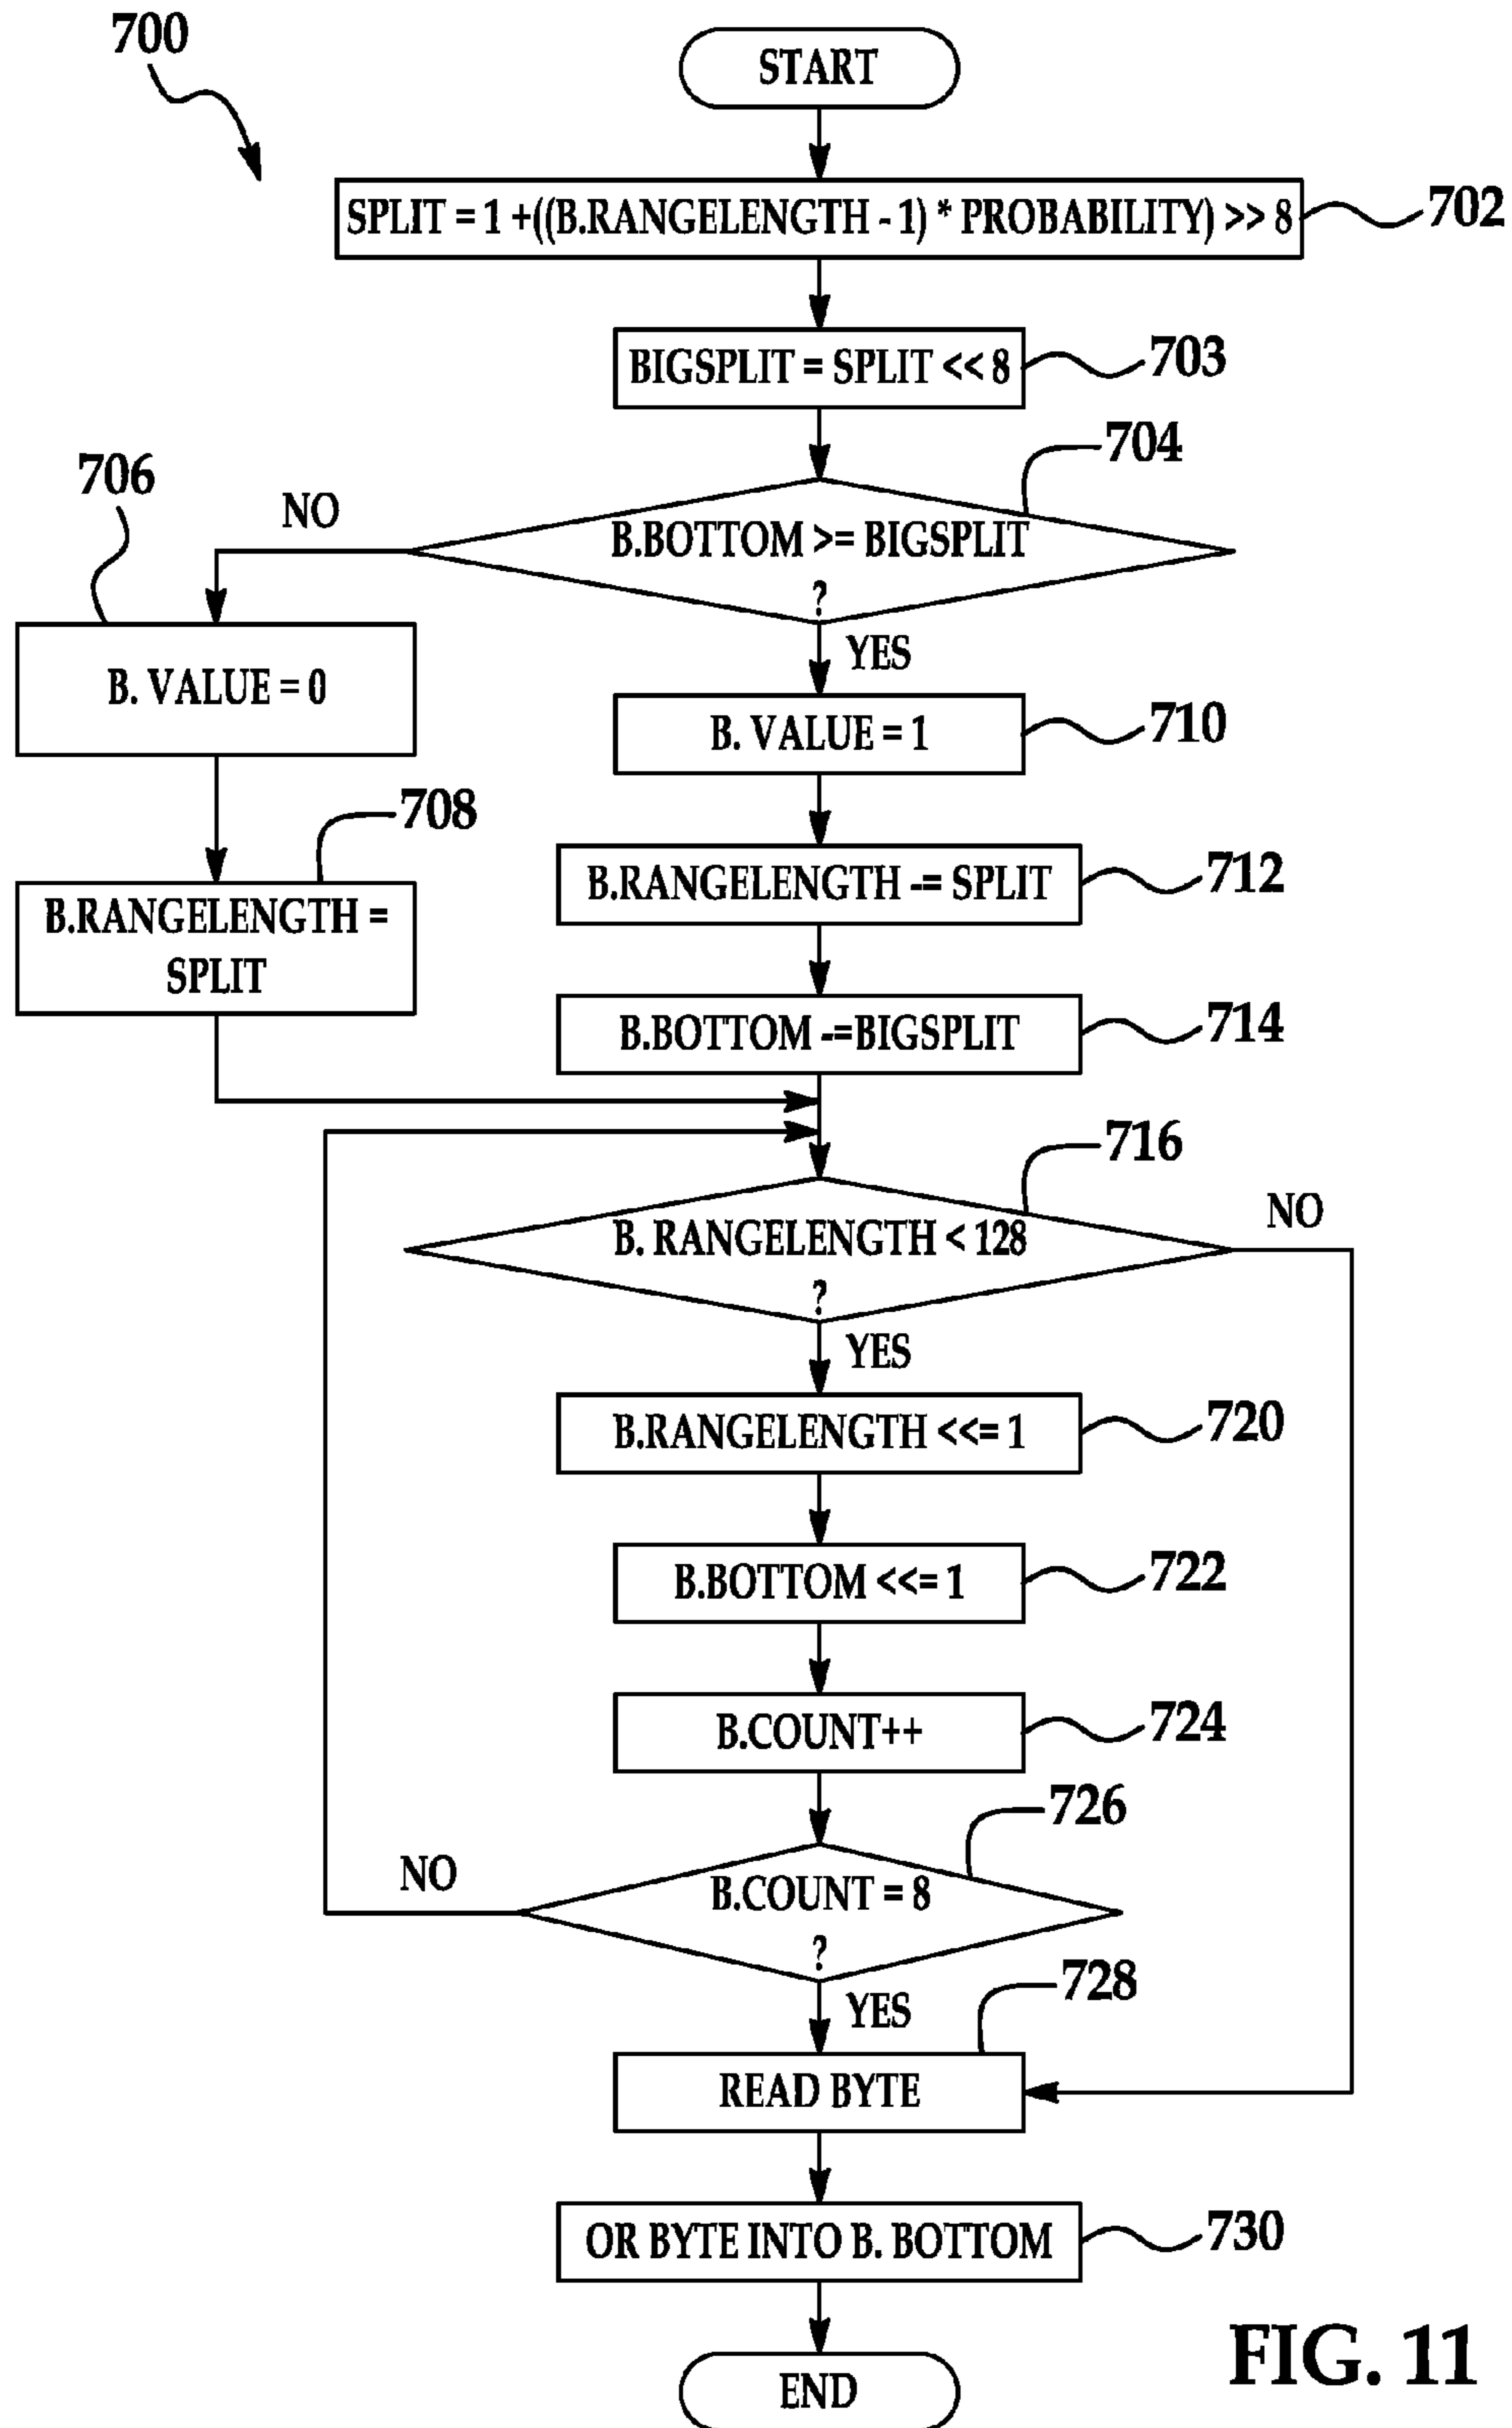 700
START
SPLIT = 1 +((B.RANGELENGTH - 1) * PROBABILITY) >> 8
702
BIGSPLIT = SPLIT << 8
703
704
706
NO
B.BOTTOM >= BIGSPLIT
?
YES
B. VALUE = 0
B. VALUE = 1
710
708
B.RANGELENGTH =
SPLIT
B.RANGELENGTH -= SPLIT
712
B.BOTTOM -=BIGSPLIT
714
716
B. RANGELENGTH < 128
?
NO
YES
B.RANGELENGTH <<= 1
720
B.BOTTOM <<= 1
722
B.COUNT++
724
726
NO
B.COUNT = 8
?
YES
728
READ BYTE
OR BYTE INTO B. BOTTOM
730
END
FIG. 11